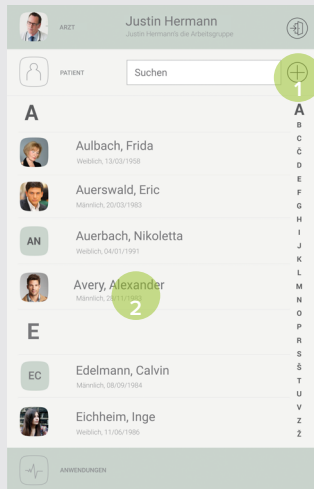 ARZT
Justin Hermann
Justin Hermann's die Arbeitsgruppe
PATIENT
Suchen
1
A
Aulbach, Frida
Weiblich, 13/03/1958
Auerswald, Eric
Männlich, 20/03/1983
AN
Auerbach, Nikoletta
Weiblich, 04/01/1991
Avery, Alexander
Männlich,
2
E
EC
Edelmann, Calvin
Männlich, 08/09/1984
Eichheim, Inge
Weiblich, 11/06/1986
A
B
C
Č
D
E
F
G
H
I
J
K
L
M
N
O
P
R
S
Š
T
U
V
Z
Ž
ANWENDUNGEN